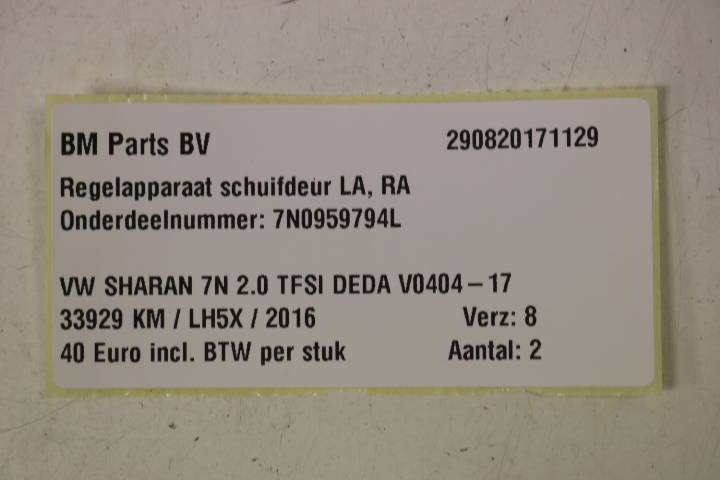 BM Parts BV 290820171129
Regelapparaat schuifdeur LA, RA
Onderdeelnummer: 7N0959794L
VW SHARAN 7N 2.0 TFSI DEDA V0404-17
33929 KM / LH5X / 2016 Verz: 8
40 Euro incl. BTW per stuk Aantal: 2